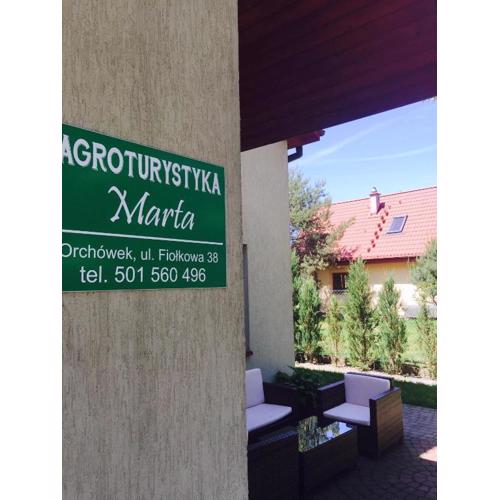 AGROTURYSTYKA
Marta
Orchówek, ul. Fiołkowa 38
tel. 501 560 496